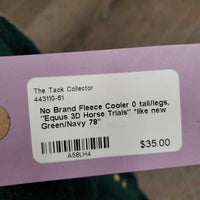 The Tack Collector
443110-61
No Brand Fleece Cooler 0 tall/legs,
"Equus 3D Horse Trials" *like new
Green/Navy 78"
A58LH4
$35.00